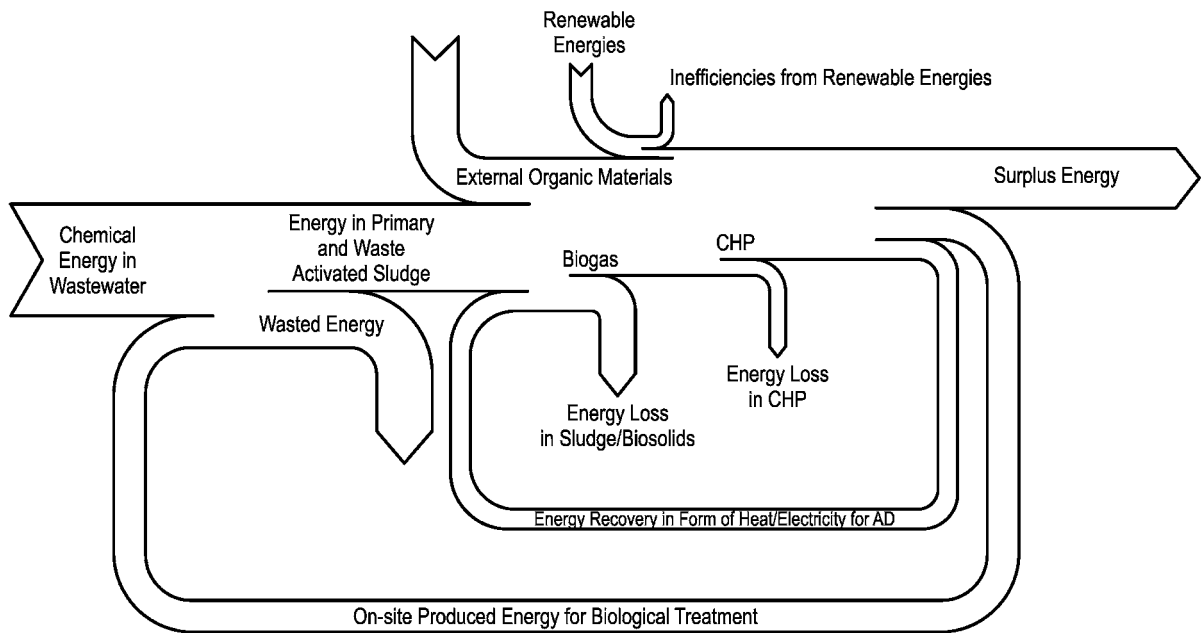 Renewable
Energies
Inefficiencies from Renewable Energies
External Organic Materials
Surplus Energy
Chemical
Energy in
Wastewater
Energy in Primary
and Waste
Activated Sludge
Biogas
CHP
Wasted Energy
Energy Loss
in Sludge/Biosolids
Energy Loss
in CHP
Energy Recovery in Form of Heat/Electricity for AD
On-site Produced Energy for Biological Treatment